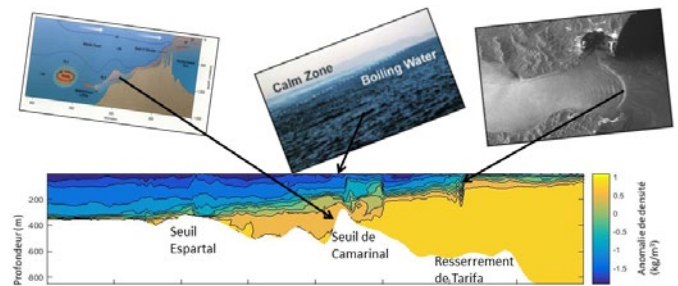 Calm Zone
Boiling Water
Profondeur (m)
200
400
600
800
Seuil
Espartal
Seuil de
Camarinal
Resserrement
de Tarifa
1
0.5
0
-0.5
-1
-1.5
Anomalie de densité
(kg/m³)